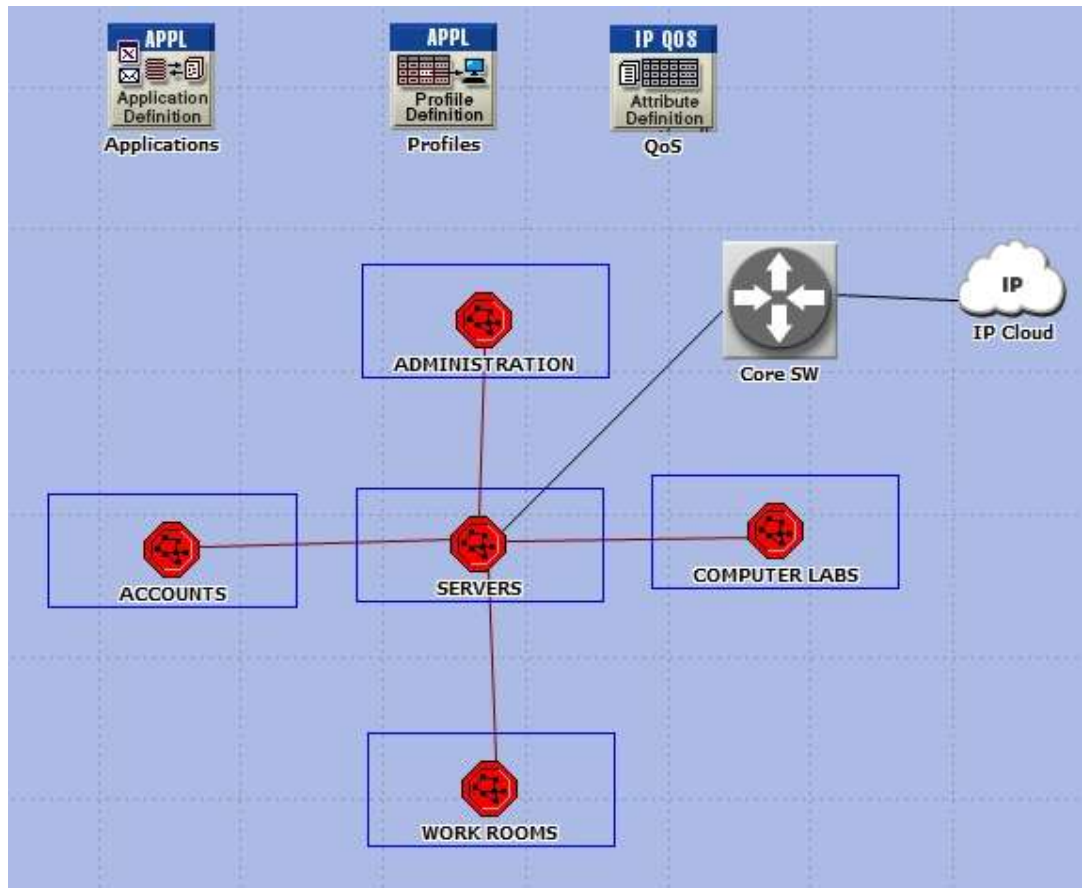 APPL
Application
Definition
Applications
APPL
Profiile
Definition
Profiles
IP QOS
Attribute
Definition
QoS
ADMINISTRATION
Core SW
IP
IP Cloud
ACCOUNTS
SERVERS
COMPUTER LABS
WORK ROOMS